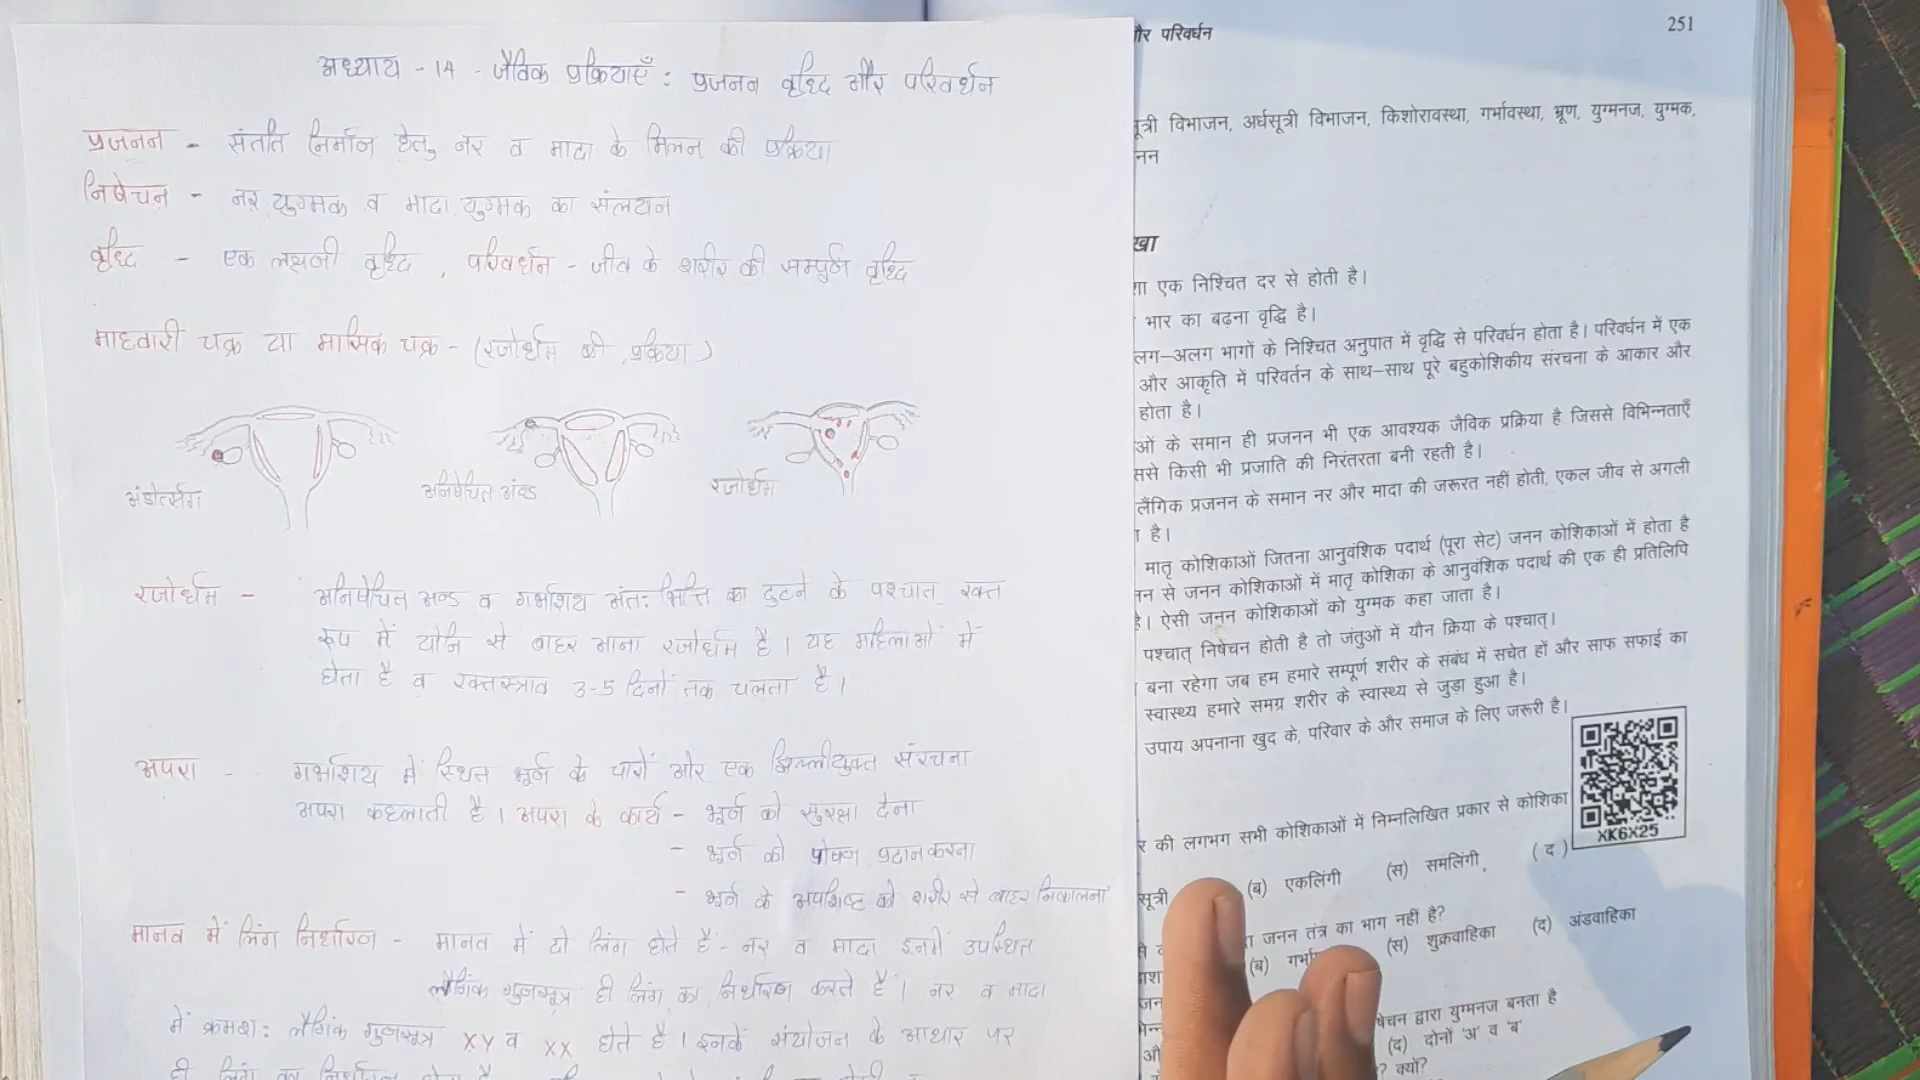 अध्याय - 14 - जैविक प्रक्रियाएँ : प्रजनन वृध्दि और परिवर्धन
प्रजनन - संतति निर्माण हेतु नर व मादा के मिलन की प्रक्रिया
निषेचन - नर युग्मक व मादा युग्मक का संलयन
वृध्दि - एक लक्षणी वृध्दि , परिवर्धन - जीव के शरीर की सम्पुर्ण वृध्दि
माहवारी चक्र या मासिक चक्र - (रजोर्धम की प्रक्रिया)
अंडोत्सर्ग
अनिषेचित अंण्ड
रजोर्धम
रजोर्धम - अनिषेचित अण्ड व गर्भाशय अंतः भित्ति का टुटने के पश्चात रक्त
रूप में योनि से बाहर आना रजोर्धम है । यह महिलाओं में
होता है व रक्तस्त्राव 3-5 दिनों तक चलता है ।
अपरा - गर्भाशय में स्थित भ्रूर्ण के चारों ओर एक झिल्लीयुक्त संरचना
अपरा कहलाती है । अपरा के कार्य - भ्रूर्ण को सुरक्षा देना
- भ्रूर्ण को पोषण प्रदान करना
- भ्रूर्ण के अपशिष्ट को शरीर से बाहर निकालना
मानव में लिंग निर्धारण - मानव में दो लिंग होते हैं - नर व मादा इनमें उपस्थित
लैंगिक गुणसूत्र ही लिंग का निर्धारण करते है । नर व मादा
में क्रमशः लैंगिक गुणसूत्र XY व XX होते है । इनके संयोजन के आधार पर
ही लिंग का निर्धारण
और परिवर्धन
251
सूत्री विभाजन, अर्धसूत्री विभाजन, किशोरावस्था, गर्भावस्था, भ्रूण, युग्मनज, युग्मक,
नन
खा
एक निश्चित दर से होती है।
भार का बढ़ना वृद्धि है।
लग–अलग भागों के निश्चित अनुपात में वृद्धि से परिवर्धन होता है। परिवर्धन में एक
और आकृति में परिवर्तन के साथ–साथ पूरे बहुकोशिकीय संरचना के आकार और
होता है।
ओं के समान ही प्रजनन भी एक आवश्यक जैविक प्रक्रिया है जिससे विभिन्नताएँ
ससे किसी भी प्रजाति की निरंतरता बनी रहती है।
लैंगिक प्रजनन के समान नर और मादा की जरूरत नहीं होती, एकल जीव से अगली
है।
मातृ कोशिकाओं जितना आनुवंशिक पदार्थ (पूरा सेट) जनन कोशिकाओं में होता है
नन से जनन कोशिकाओं में मातृ कोशिका के आनुवंशिक पदार्थ की एक ही प्रतिलिपि
है। ऐसी जनन कोशिकाओं को युग्मक कहा जाता है।
पश्चात् निषेचन होती है तो जंतुओं में यौन क्रिया के पश्चात्।
बना रहेगा जब हम हमारे सम्पूर्ण शरीर के संबंध में सचेत हों और साफ सफाई का
स्वास्थ्य हमारे समग्र शरीर के स्वास्थ्य से जुड़ा हुआ है।
उपाय अपनाना खुद के, परिवार के और समाज के लिए जरूरी है।
XK6X25
र की लगभग सभी कोशिकाओं में निम्नलिखित प्रकार से कोशिका
सूत्री (ब) एकलिंगी (स) समलिंगी (द)
जनन तंत्र का भाग नहीं है?
(ब) (स) शुक्रवाहिका (द) अंडवाहिका
षेचन द्वारा युग्मनज बनता है
(द) दोनों 'अ' व 'ब'
क्यों?